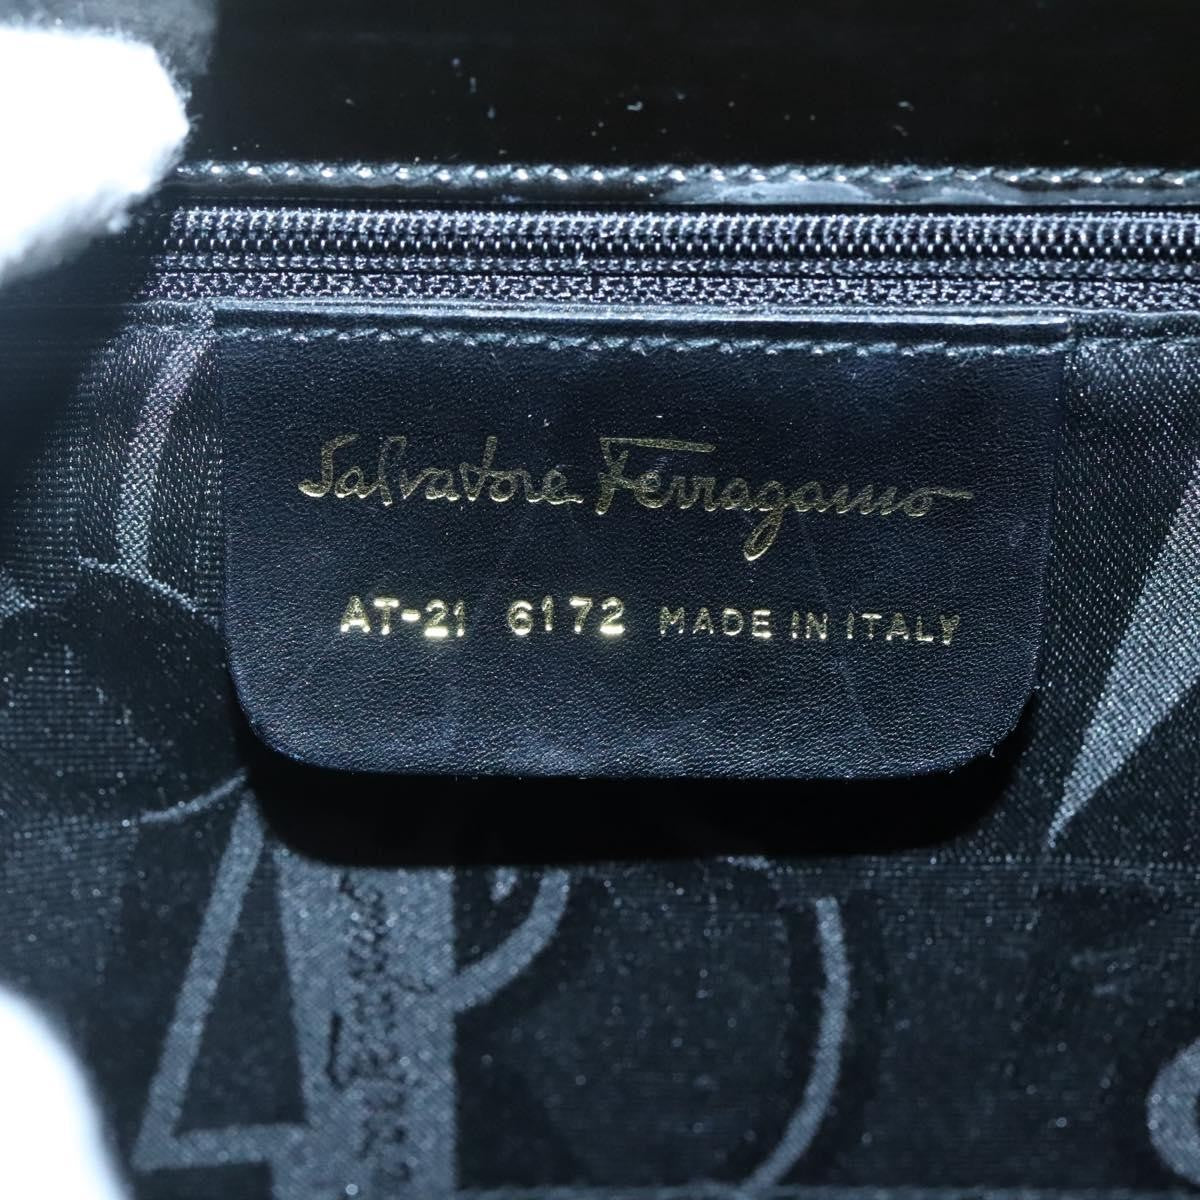 Salvatore Ferragamo
AT-21 6172 MADE IN ITALY